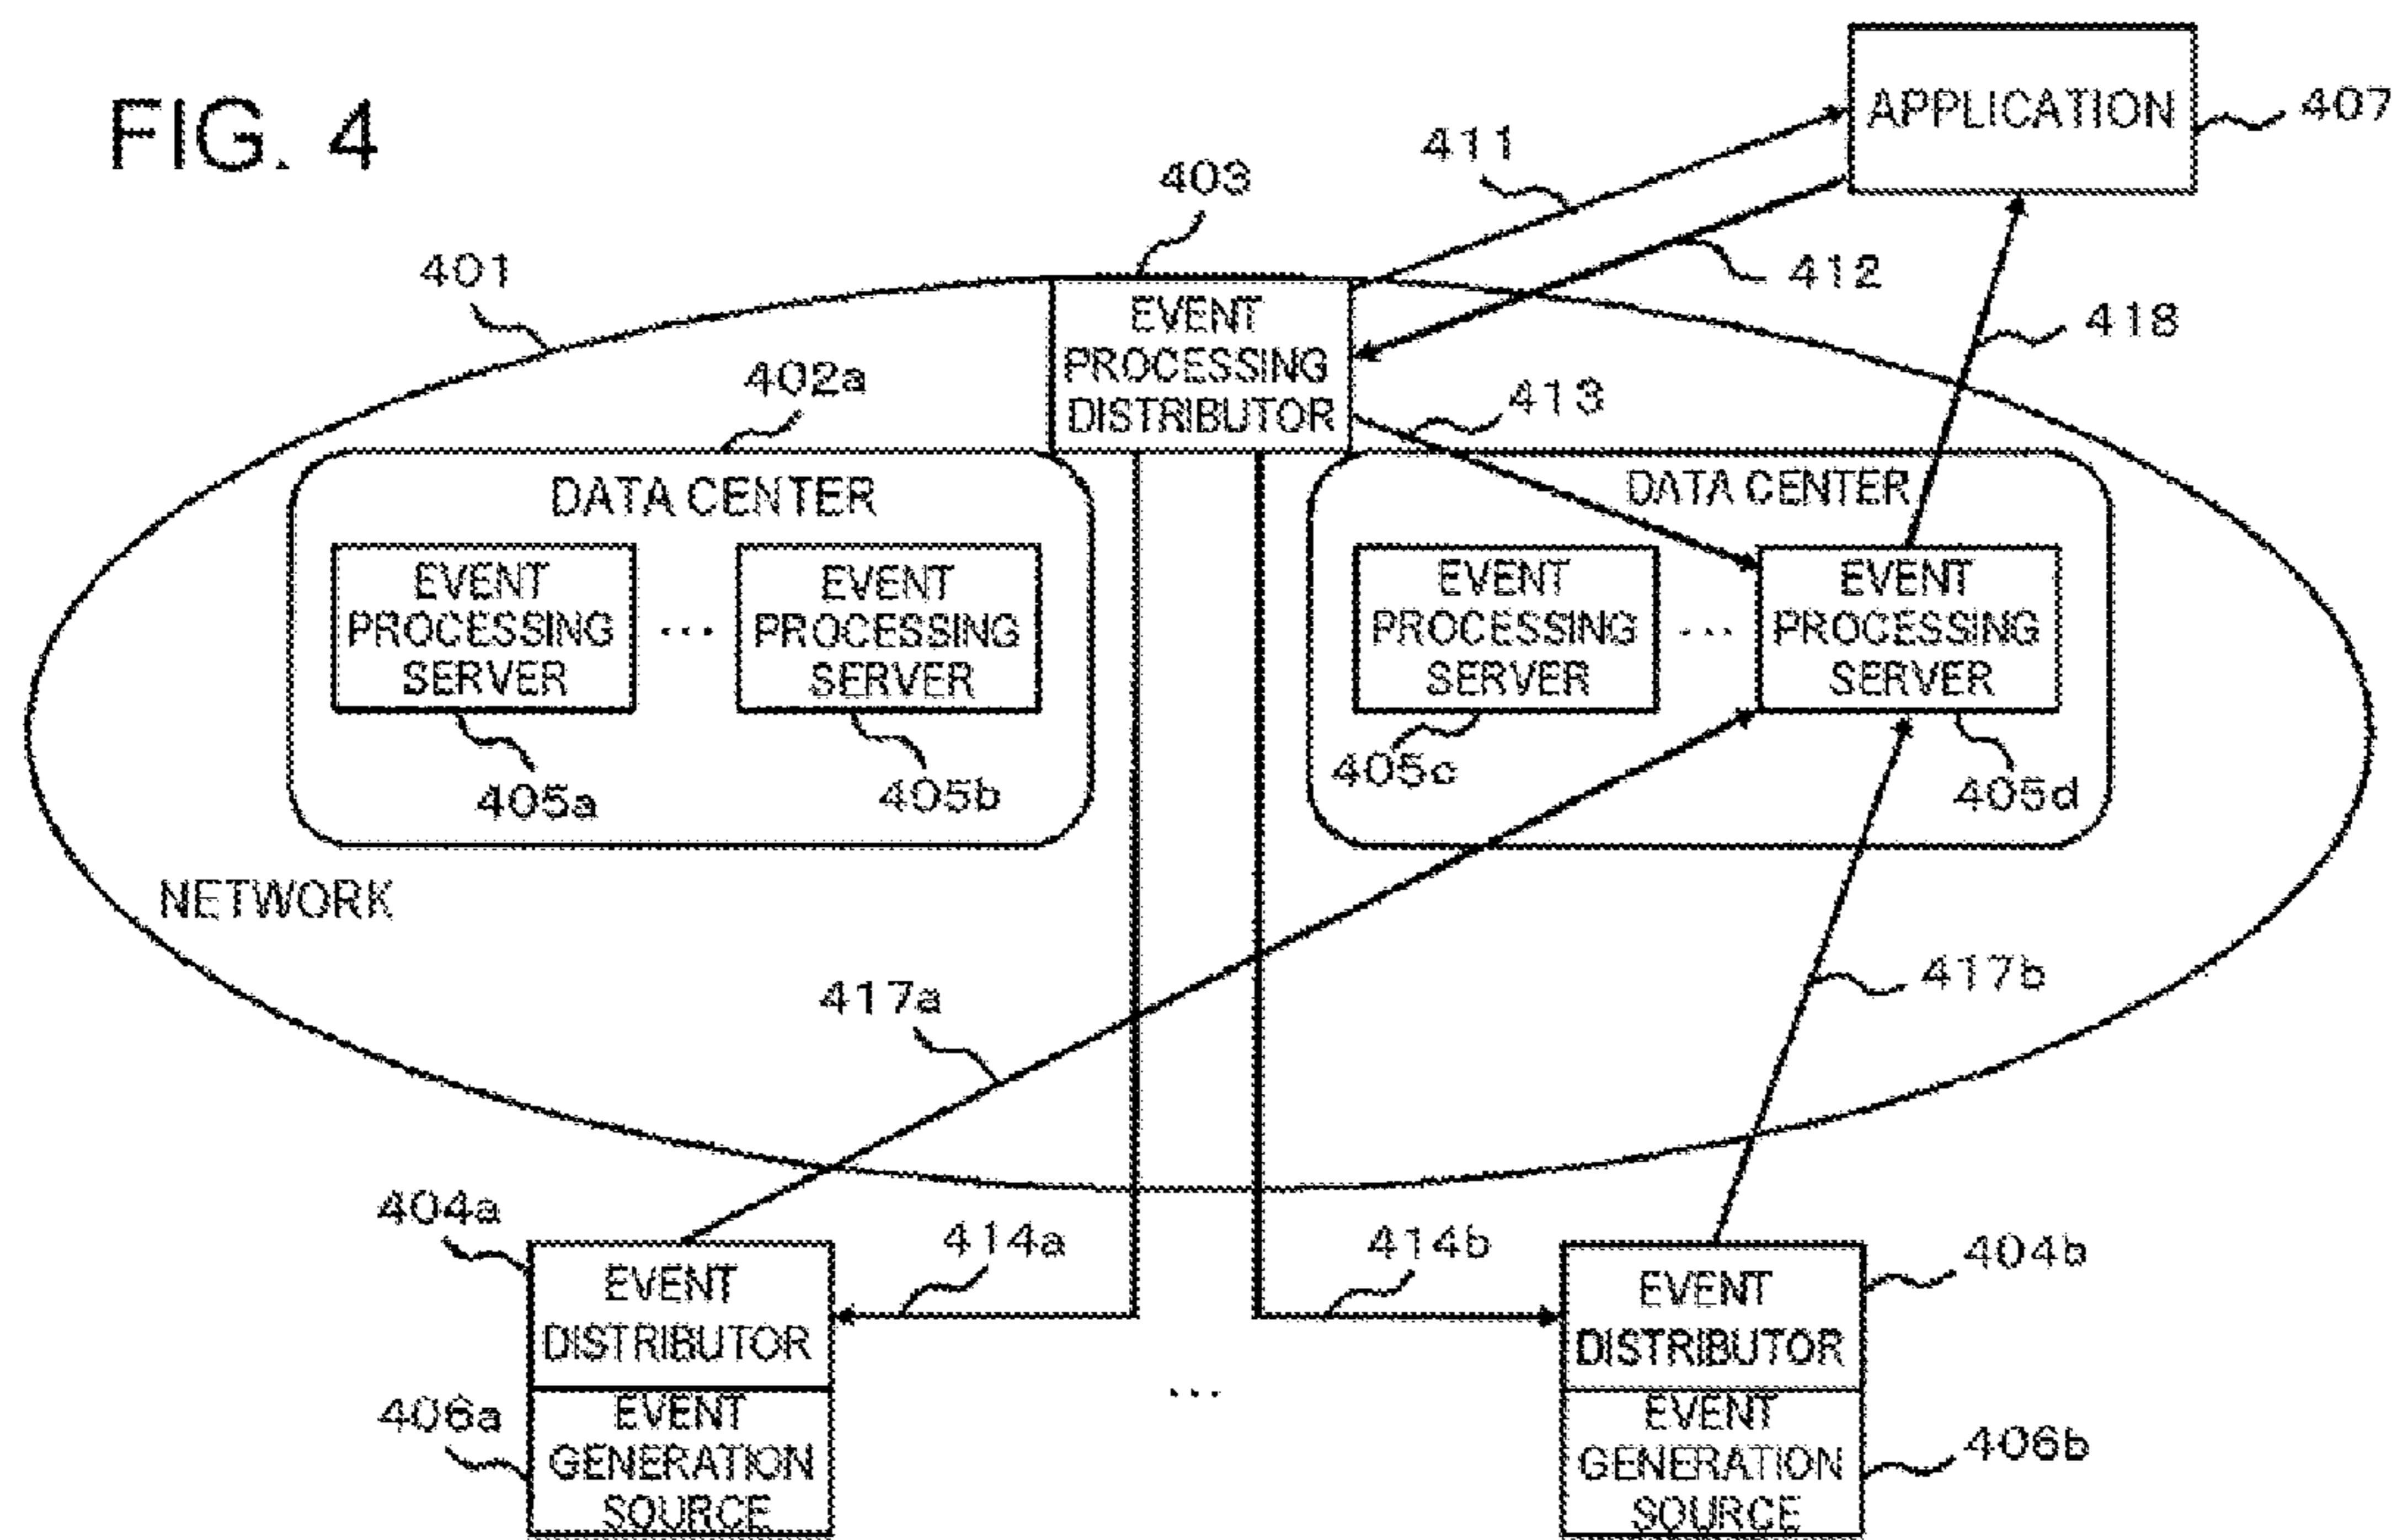 FIG. 4
APPLICATION
407
411
403
412
401
EVENT
PROCESSING
DISTRIBUTOR
418
402a
413
DATA CENTER
DATA CENTER
EVENT
PROCESSING
SERVER
...
EVENT
PROCESSING
SERVER
EVENT
PROCESSING
SERVER
...
EVENT
PROCESSING
SERVER
405a
405b
405c
405d
NETWORK
417a
417b
404a
414a
414b
404b
EVENT
DISTRIBUTOR
EVENT
DISTRIBUTOR
...
406a
EVENT
GENERATION
SOURCE
EVENT
GENERATION
SOURCE
406b